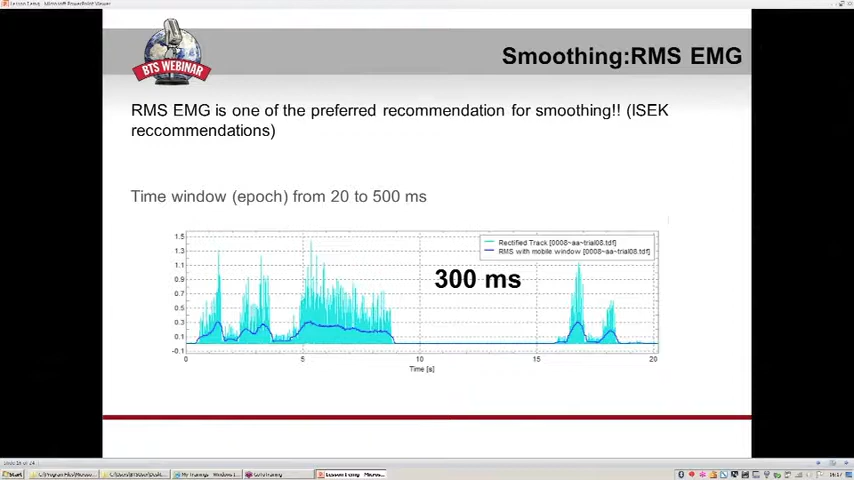 Smoothing:RMS EMG
BTS WEBINAR
RMS EMG is one of the preferred recommendation for smoothing!! (ISEK
reccommendations)
Time window (epoch) from 20 to 500 ms
1.5
1.3
1.1
0.9
0.7
0.5
0.3
0.1
-0.1
Rectified Track [0008~aa~trial08.tdf]
RMS with mobile window [0008~aa~trial08.tdf]
300 ms
0 5 10 15 20
Time [s]
Start